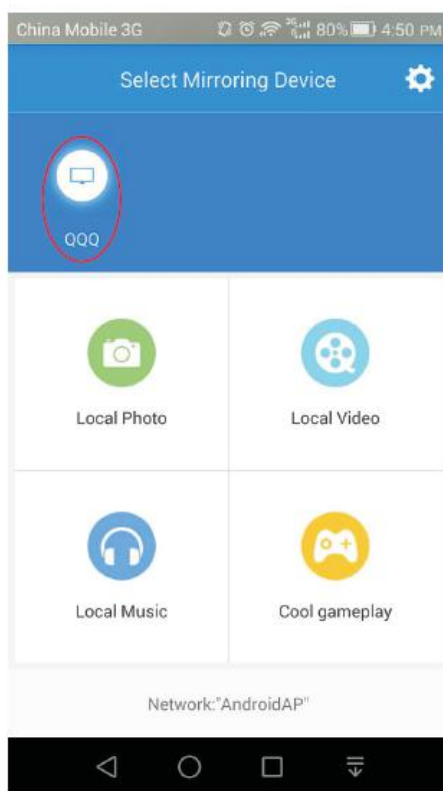 China Mobile 3G 80% 4:50 PM
Select Mirroring Device
QQQ
Local Photo Local Video
Local Music Cool gameplay
Network:"AndroidAP"